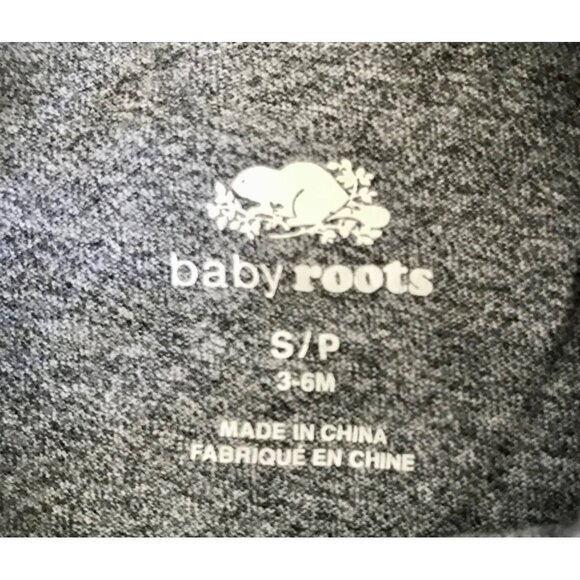 baby roots
S/P
3-6M
MADE IN CHINA
FABRIQUÉ EN CHINE